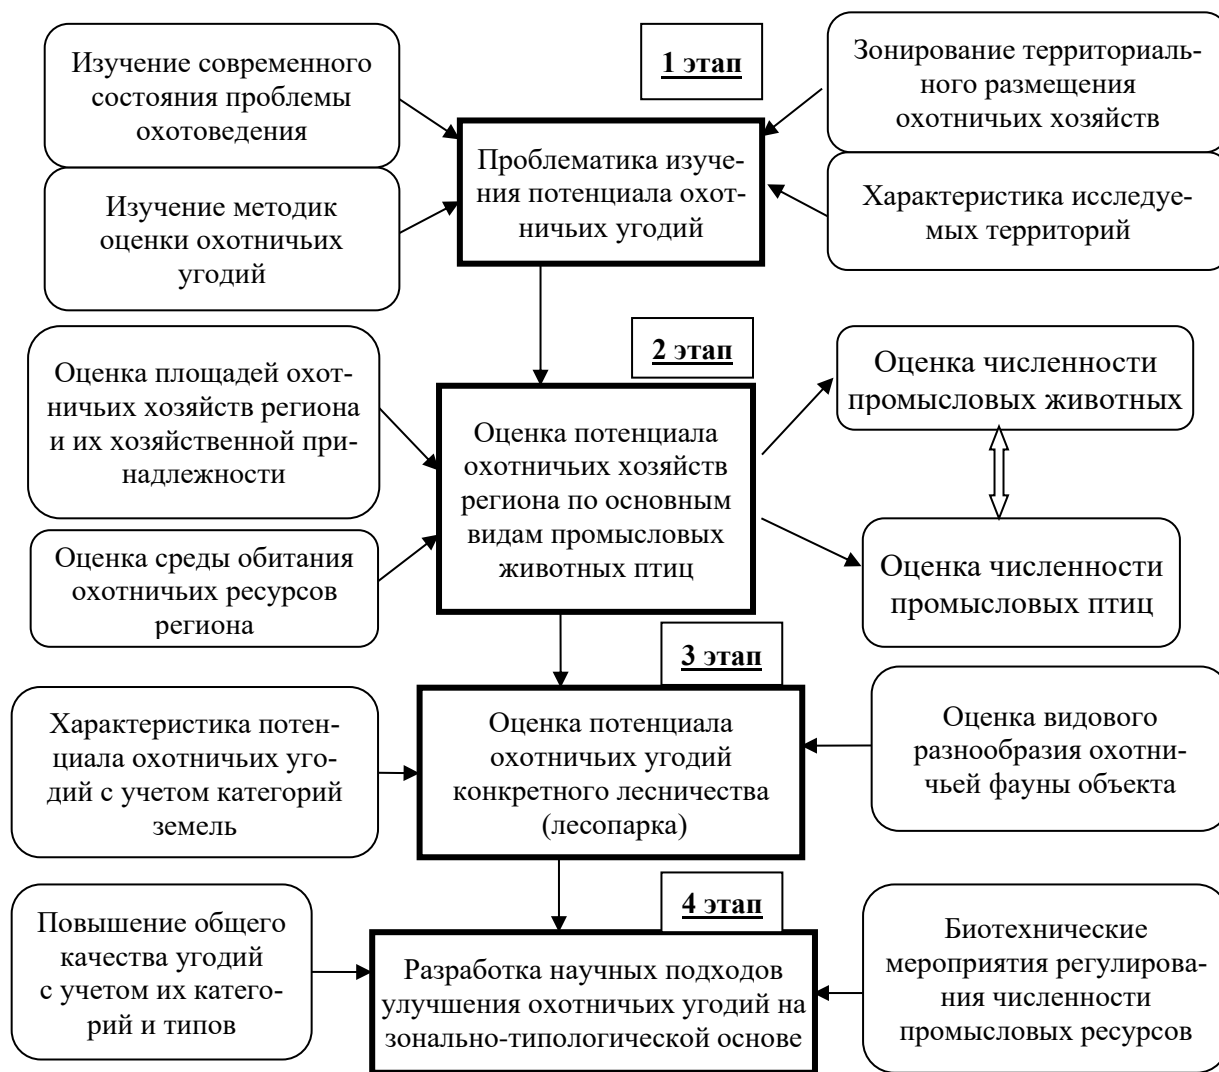 Изучение современного
состояния проблемы
охотоведения
1 этап
Зонирование территориаль-
ного размещения
охотничьих хозяйств
Проблематика изуче-
ния потенциала охот-
ничьих угодий
Изучение методик
оценки охотничьих
угодий
Характеристика исследуе-
мых территорий
2 этап
Оценка площадей охот-
ничьих хозяйств региона
и их хозяйственной при-
надлежности
Оценка численности
промысловых животных
Оценка потенциала
охотничьих хозяйств
региона по основным
видам промысловых
животных птиц
Оценка среды обитания
охотничьих ресурсов
региона
Оценка численности
промысловых птиц
3 этап
Характеристика потен-
циала охотничьих уго-
дий с учетом категорий
земель
Оценка потенциала
охотничьих угодий
конкретного лесничества
(лесопарка)
Оценка видового
разнообразия охотни-
чьей фауны объекта
4 этап
Повышение общего
качества угодий
с учетом их катего-
рий и типов
Разработка научных подходов
улучшения охотничьих угодий на
зонально-типологической основе
Биотехнические
мероприятия регулирова-
ния численности
промысловых ресурсов